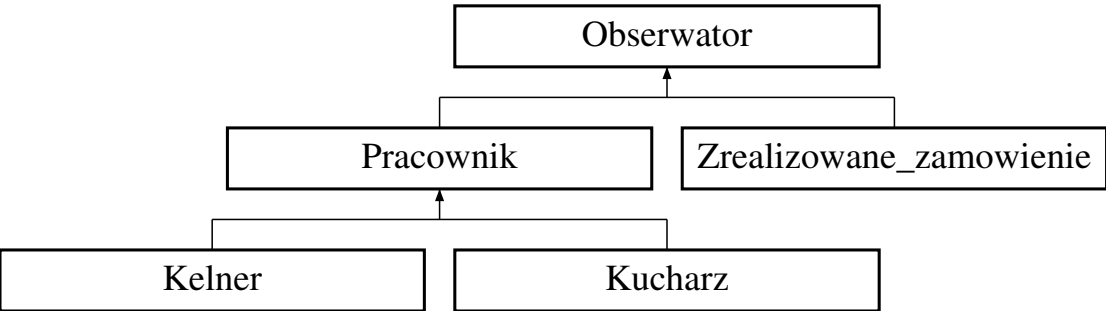 Obserwator
Pracownik
Zrealizowane_zamowienie
Kelner
Kucharz